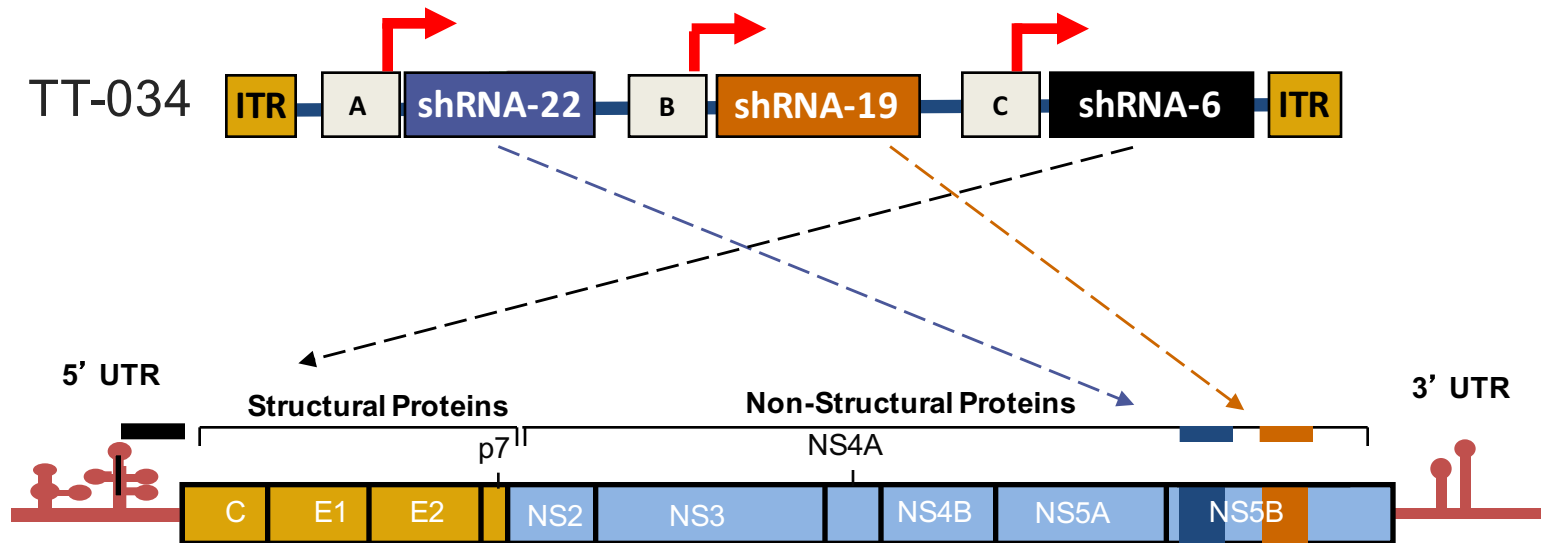 TT-034
ITR A shRNA-22 B shRNA-19 C shRNA-6 ITR
5’ UTR
Structural Proteins
Non-Structural Proteins
3’ UTR
p7
NS4A
C E1 E2 NS2 NS3 NS4B NS5A NS5B